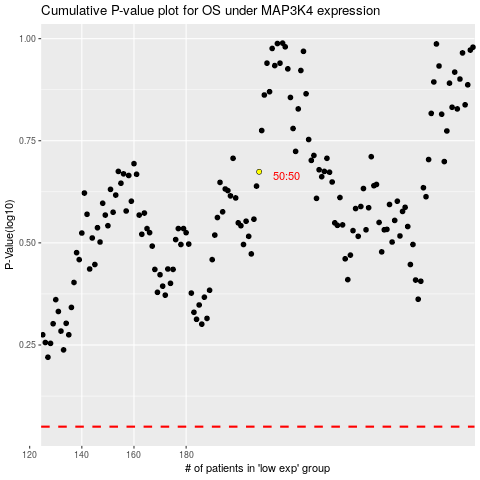 Cumulative P-value plot for OS under MAP3K4 expression
P-Value(log10)
1.00
0.75
50:50
0.50
0.25
120 140 160 180
# of patients in 'low exp' group